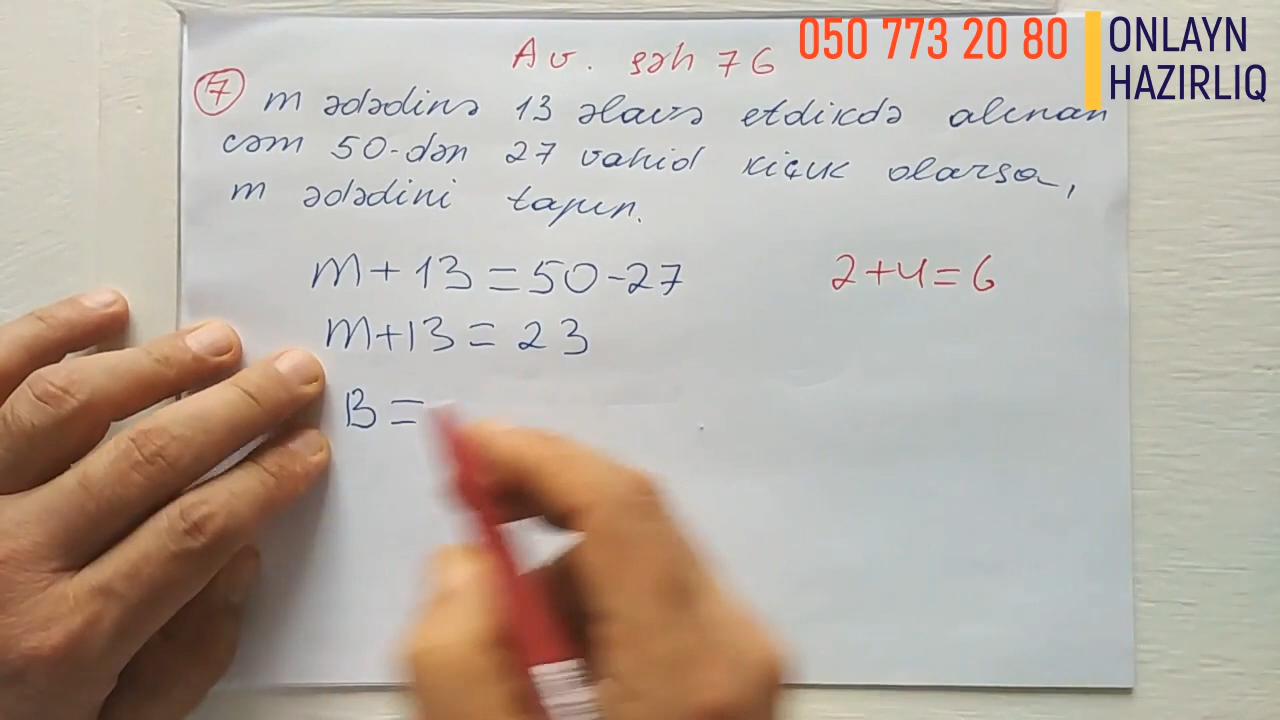 050 773 20 80
ONLAYN
HAZIRLIQ
Av. səh 76
7 m ədədinə 13 əlavə etdikdə alınan
cəm 50-dən 27 vahid kiçik olarsa,
m ədədini tapın.
m+13=50-27
2+4=6
m+13=23
B=